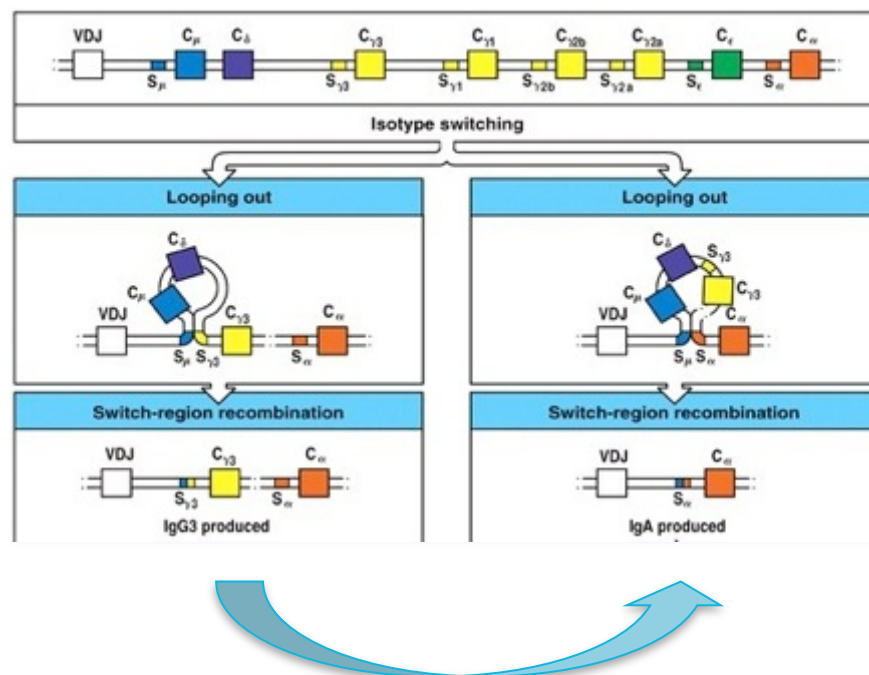 VDJ Cμ Cδ Cγ3 Cγ1 Cγ2b Cγ2a Cε Cα
Sμ Sγ3 Sγ1 Sγ2b Sγ2a Sε Sα
Isotype switching
Looping out
Cδ
Cμ
VDJ Cγ3 Cα
Sμ Sγ3 Sα
Switch-region recombination
VDJ Cγ3 Cα
Sγ3 Sα
IgG3 produced
Looping out
Cδ Sγ3
Cμ Cγ3
VDJ Cα
Sμ Sα
Switch-region recombination
VDJ Cα
Sα
IgA produced